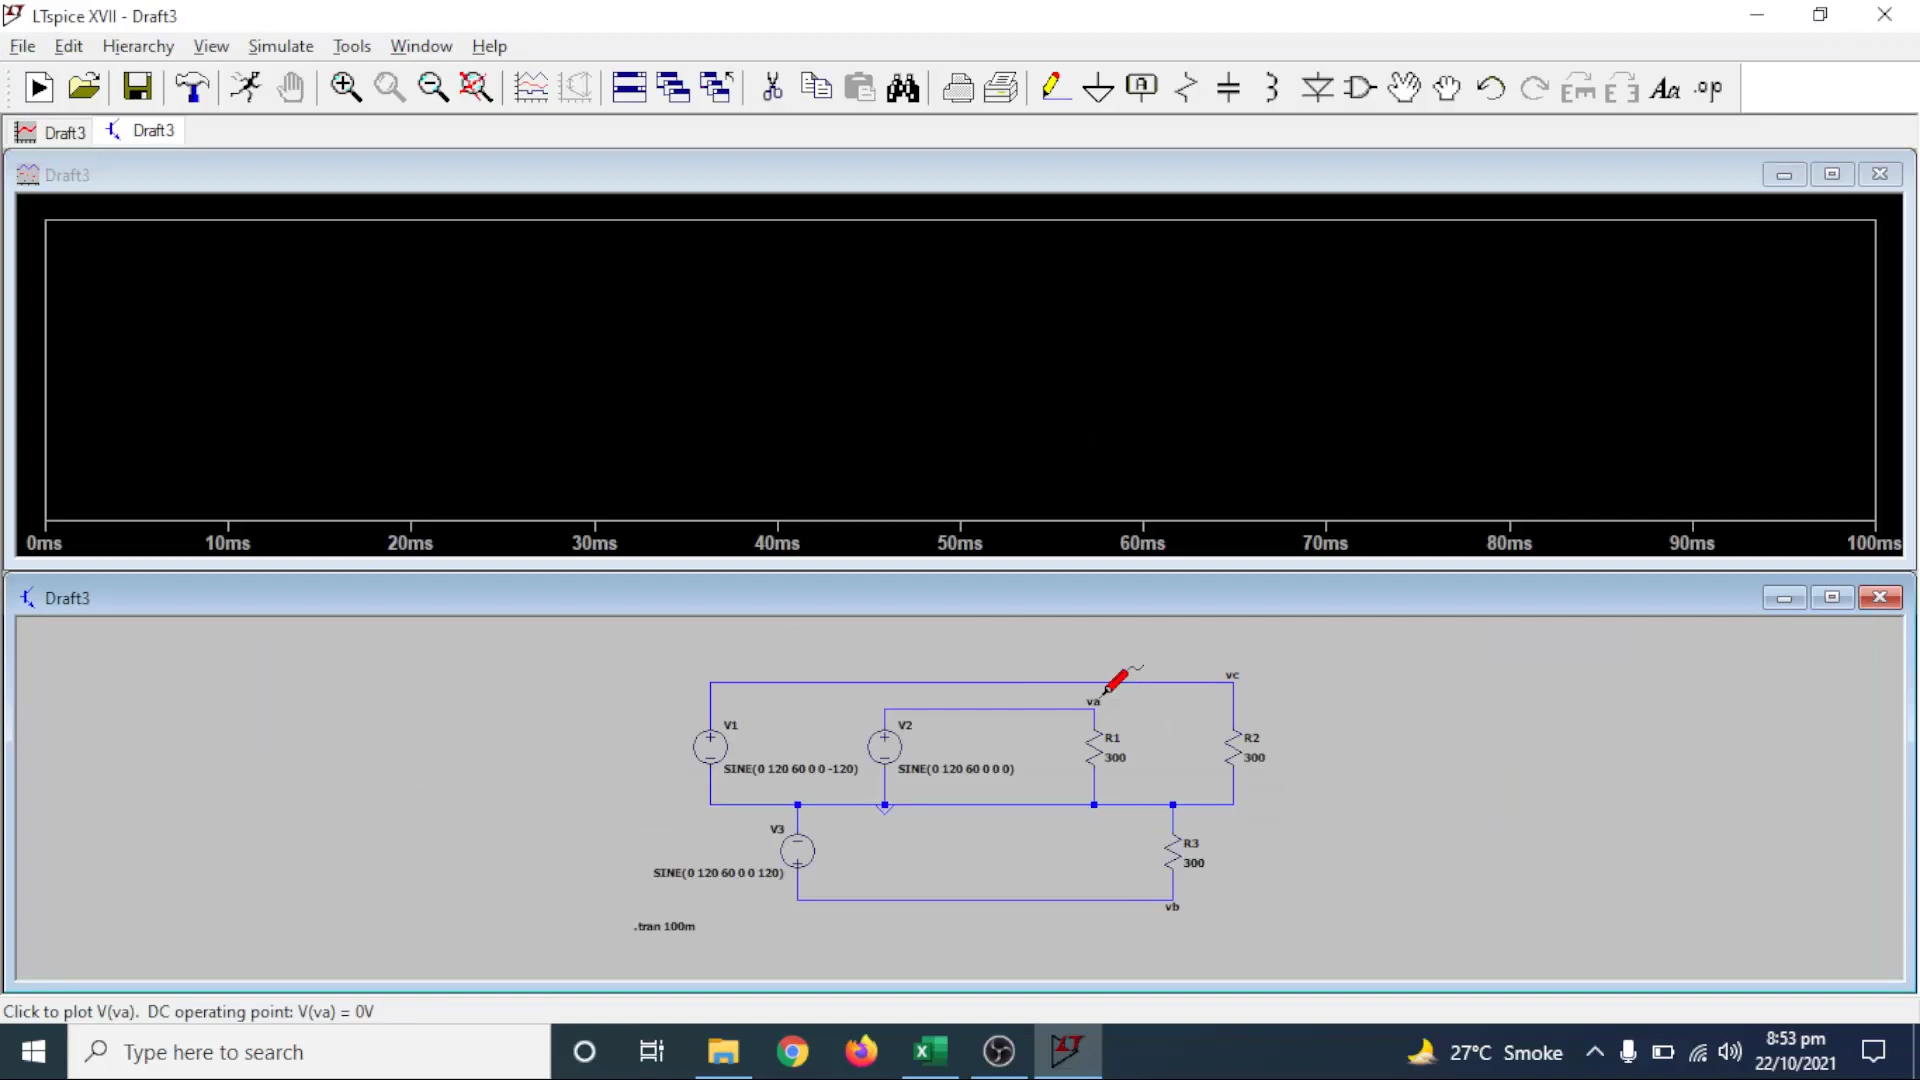 LTspice XVII - Draft3
File Edit Hierarchy View Simulate Tools Window Help
A Aa .op
Draft3 Draft3
Draft3
0ms 10ms 20ms 30ms 40ms 50ms 60ms 70ms 80ms 90ms 100ms
Draft3
vc
va
V1 V2 R1 R2
300 300
SINE(0 120 60 0 0 -120) SINE(0 120 60 0 0 0)
V3 R3
300
SINE(0 120 60 0 0 120)
vb
.tran 100m
Click to plot V(va). DC operating point: V(va) = 0V
Type here to search
27°C Smoke
8:53 pm
22/10/2021